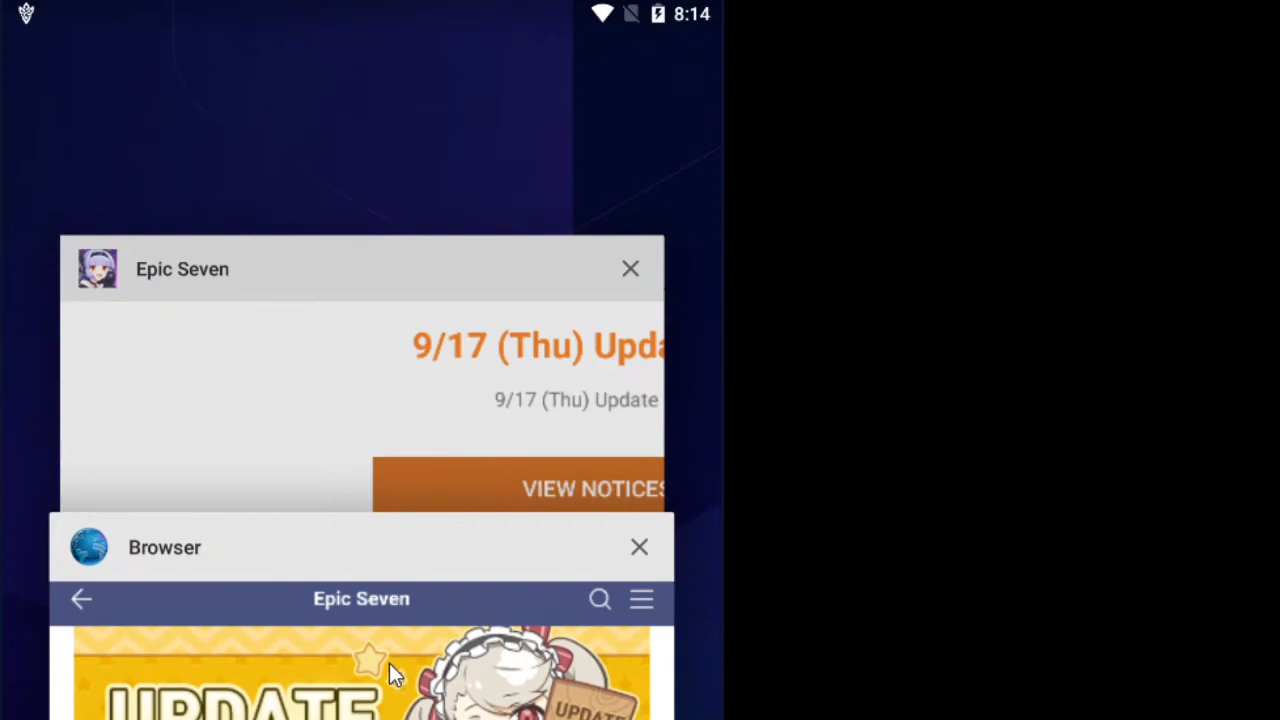 8:14
Epic Seven
9/17 (Thu) Upda
9/17 (Thu) Update
VIEW NOTICES
Browser
Epic Seven
UPDATE
UPDATE